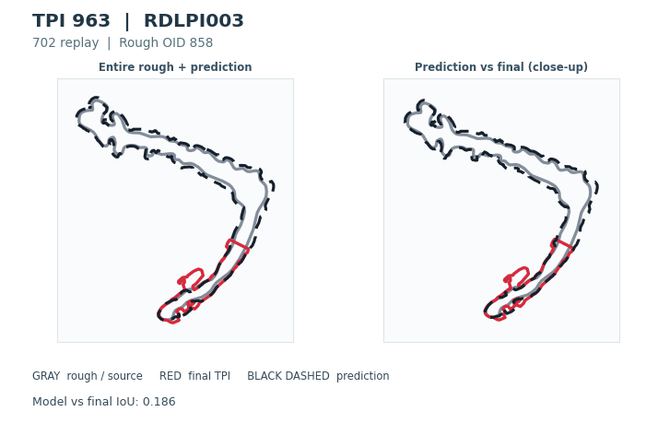 TPI 963 | RDLPI003
702 replay | Rough OID 858
Entire rough + prediction
Prediction vs final (close-up)
GRAY rough / source RED final TPI BLACK DASHED prediction
Model vs final IoU: 0.186